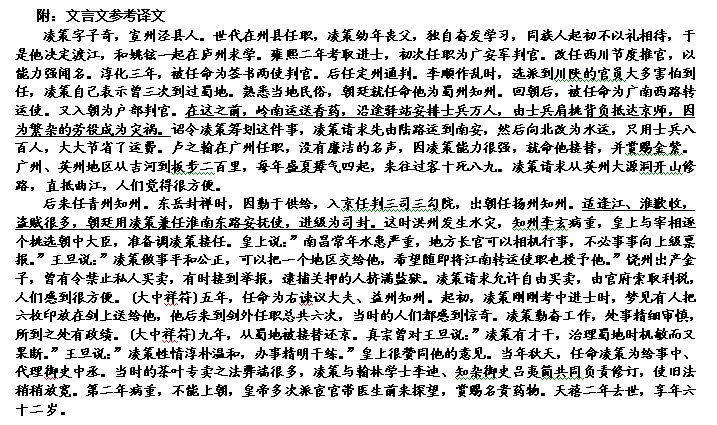 附：文言文参考译文
凌策字子奇，宣州泾县人。世代在州县任职，凌策幼年丧父，独自奋发学习，同族人起初不以礼相待，于
是他决定渡江，和姚铉一起在庐州求学。雍熙二年考取进士，初次任职为广安军判官。改任西川节度推官，以
能力强闻名。淳化三年，被任命为签书两使判官。后任定州通判。李顺作乱时，选派到川陕的官员大多害怕到
任，凌策自己表示曾三次到过蜀地。熟悉当地民俗，朝廷就任命他为蜀州知州。回朝后，被任命为广南西路转
运使。又入朝为户部判官。在这之前，岭南运送香药，沿途驿站安排士兵万人，由士兵肩挑背负抵达京师，因
为繁杂的劳役成为灾祸。诏令凌策筹划这件事，凌策请求先由陆路运到南安，然后向北改为水运，只用士兵八
百人，大大节省了运费。卢之翰在广州任职，没有廉洁的名声，因凌策能力很强，就命他接替，并赏赐金紫。
广州、英州地区从吉河到板步二百里，每年盛夏瘴气四起，来往过客十死八九。凌策请求从英州大源洞开山修
路，直抵曲江，人们觉得很方便。
后来任青州知州。东岳封禅时，因勤于供给，入京任判三司三勾院，出朝任扬州知州。适逢江、淮歉收，
盗贼很多，朝廷用凌策兼任淮南东路安抚使，进级为司封。这时洪州发生水灾，知州李玄病重，皇上与宰相逐
个挑选朝中大臣，准备调凌策接任。皇上说：”南昌常年水患严重，地方长官可以相机行事，不必事事向上级禀
报。”王旦说：”凌策做事平和公正，可以把一个地区交给他，希望随即将江南转运使职也授予他。”饶州出产金
子，曾有令禁止私人买卖，有时接到举报，逮捕关押的人挤满监狱。凌策请求允许自由买卖，由官府索取利税，
人们感到很方便。(大中祥符)五年，任命为右谏议大夫、益州知州。起初，凌策刚刚考中进士时，梦见有人把
六枚印放在剑上送给他，他后来到剑外任职总共六次，当时的人们都感到惊奇。凌策勤奋工作，处事精细审慎，
所到之处有政绩。(大中祥符)九年，从蜀地被接替还京。真宗曾对王旦说：”凌策有才干，治理蜀地时机敏而又
果断。”王旦说：”凌策性情淳朴温和，办事精明干练。”皇上很赞同他的意见。当年秋天，任命凌策为给事中、
代理御史中丞。当时的茶叶专卖之法弊端很多，凌策与翰林学士李迪、知杂御史吕夷简共同负责修订，使旧法
稍稍放宽。第二年病重，不能上朝，皇帝多次派宦官带医生前来探望，赏赐名贵药物。天禧二年去世，享年六
十二岁。